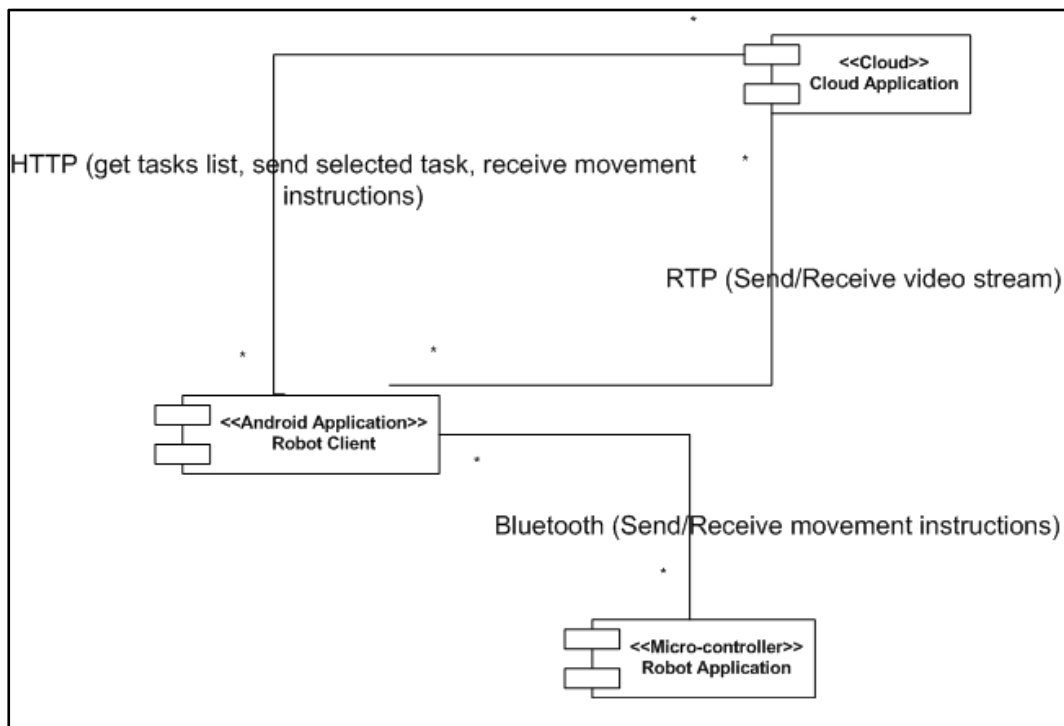 *
<<Cloud>>
Cloud Application
HTTP (get tasks list, send selected task, receive movement
instructions)
*
RTP (Send/Receive video stream)
*
*
<<Android Application>>
Robot Client
*
Bluetooth (Send/Receive movement instructions)
*
<<Micro-controller>>
Robot Application